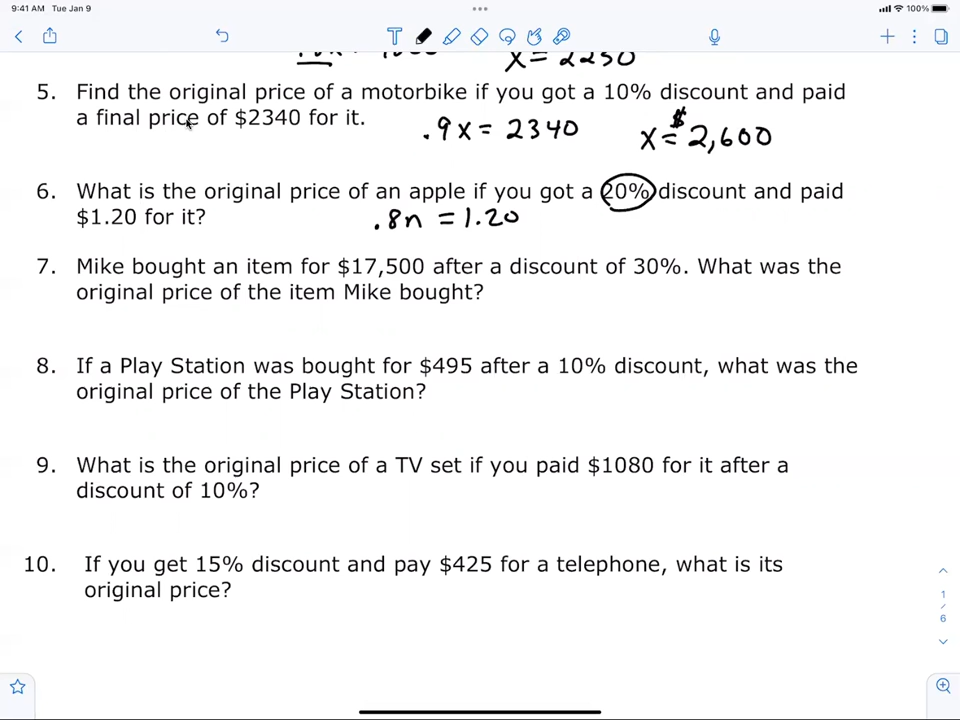 9:41 AM Tue Jan 9
100%
T
x = 2250
5. Find the original price of a motorbike if you got a 10% discount and paid
a final price of $2340 for it.
.9x = 2340
x = $2,600
6. What is the original price of an apple if you got a 20% discount and paid
$1.20 for it?
.8n = 1.20
7. Mike bought an item for $17,500 after a discount of 30%. What was the
original price of the item Mike bought?
8. If a Play Station was bought for $495 after a 10% discount, what was the
original price of the Play Station?
9. What is the original price of a TV set if you paid $1080 for it after a
discount of 10%?
10. If you get 15% discount and pay $425 for a telephone, what is its
original price?
1
/
6